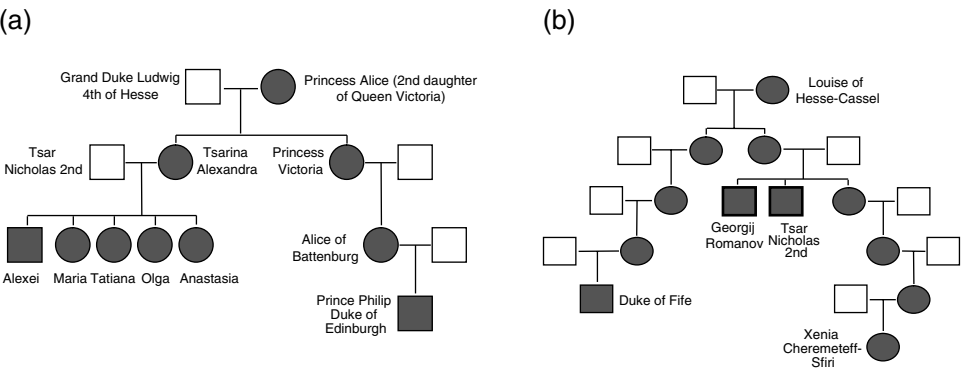 (a)
Grand Duke Ludwig
4th of Hesse
Princess Alice (2nd daughter
of Queen Victoria)
Tsar
Nicholas 2nd
Tsarina
Alexandra
Princess
Victoria
Alexei
Maria
Tatiana
Olga
Anastasia
Alice of
Battenburg
Prince Philip
Duke of
Edinburgh
(b)
Louise of
Hesse-Cassel
Georgij
Romanov
Tsar
Nicholas
2nd
Duke of Fife
Xenia
Cheremeteff-
Sfiri